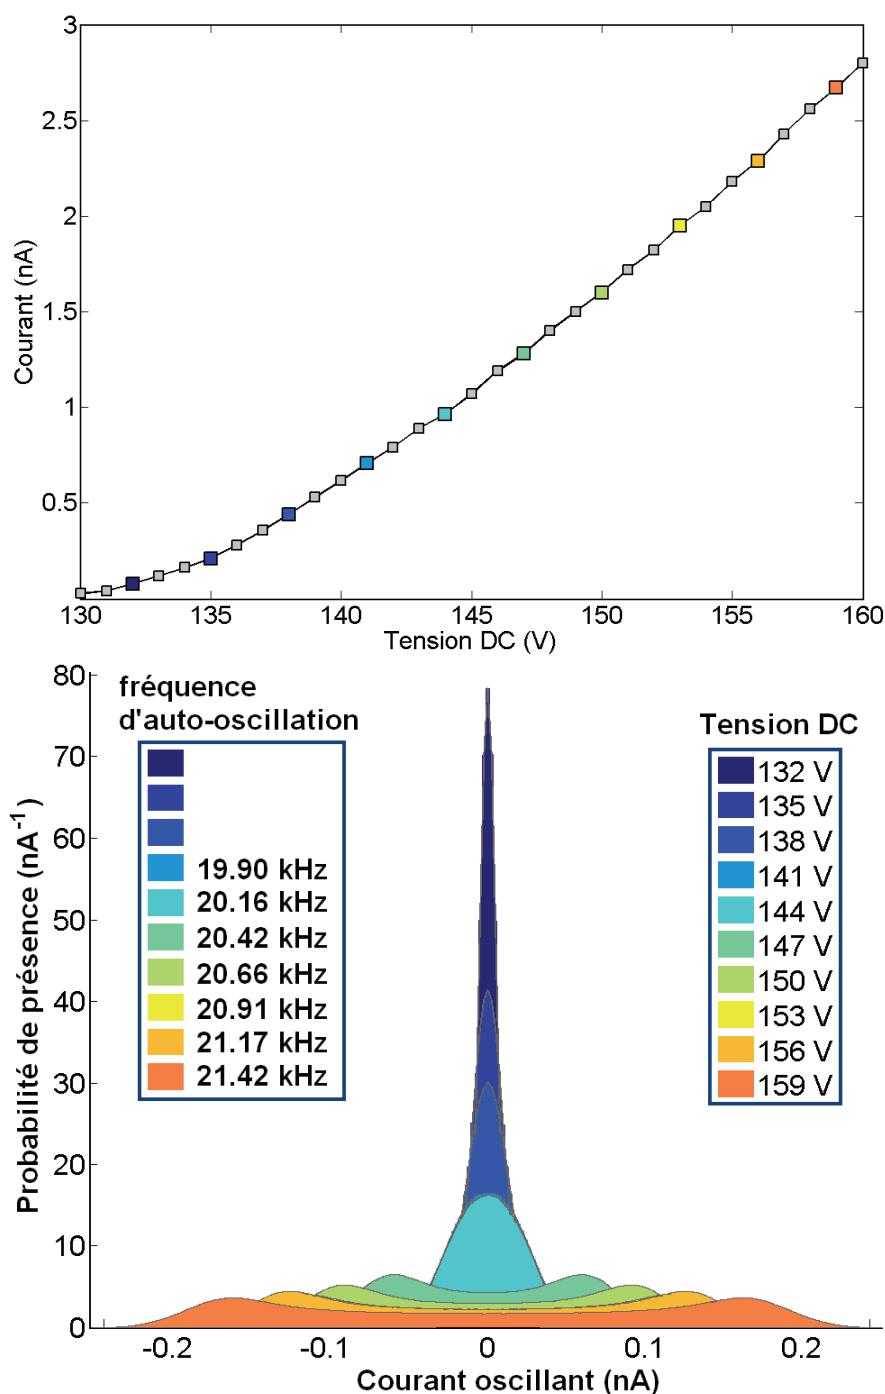 3
2.5
2
1.5
1
0.5
Courant (nA)
130 135 140 145 150 155 160
Tension DC (V)
80
70
60
50
40
30
20
10
0
Probabilité de présence (nA⁻¹)
fréquence
d'auto-oscillation
19.90 kHz
20.16 kHz
20.42 kHz
20.66 kHz
20.91 kHz
21.17 kHz
21.42 kHz
Tension DC
132 V
135 V
138 V
141 V
144 V
147 V
150 V
153 V
156 V
159 V
-0.2 -0.1 0 0.1 0.2
Courant oscillant (nA)